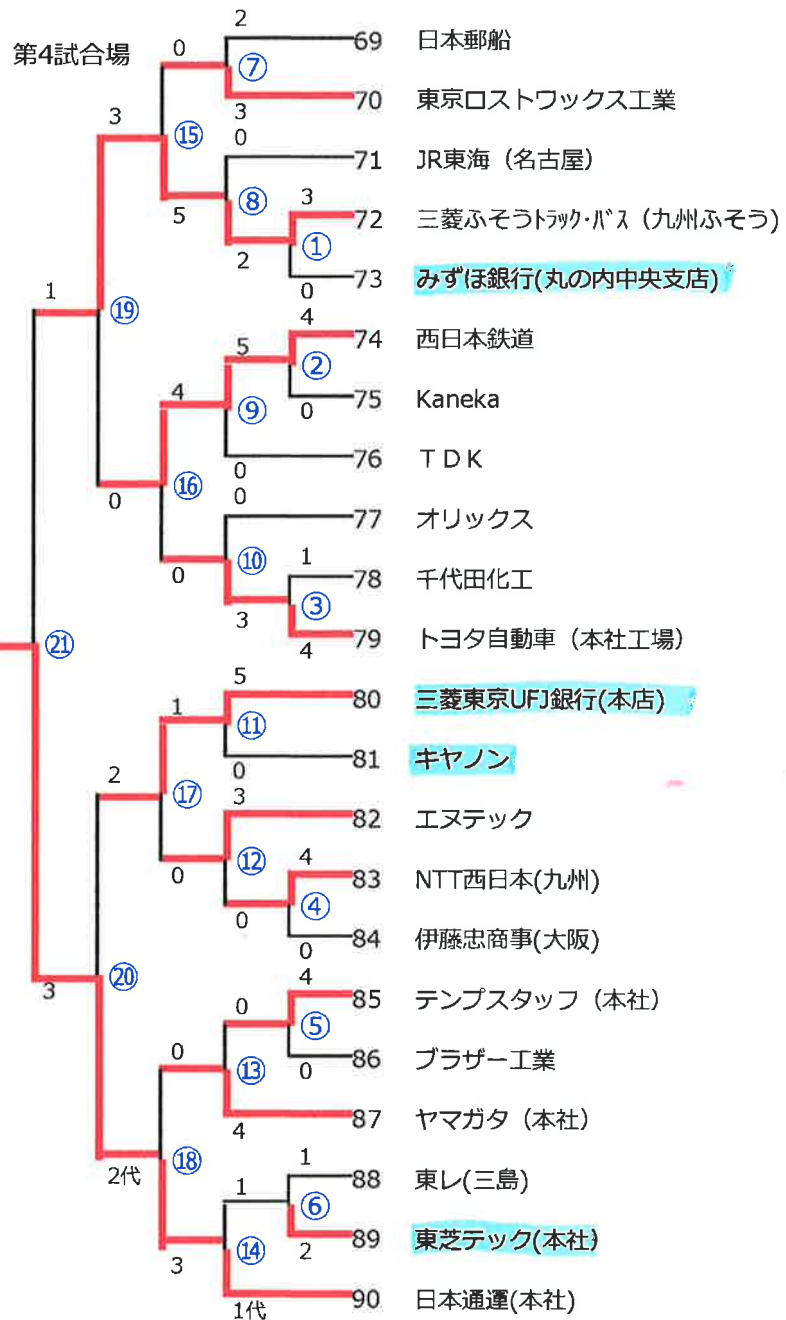 第4試合場
2
69 日本郵船
0
⑦
70 東京ロストワックス工業
3
3
0
⑮
71 JR東海（名古屋）
⑧
3
72 三菱ふそうﾄﾗｯｸ･ﾊﾞｽ（九州ふそう）
5
2
①
73 みずほ銀行(丸の内中央支店)
0
1
⑲
4
74 西日本鉄道
5
②
75 Kaneka
0
4
⑨
76 ＴＤＫ
0
⑯
0
0
77 オリックス
⑩
1
78 千代田化工
0
3
③
79 トヨタ自動車（本社工場）
4
㉑
5
80 三菱東京UFJ銀行(本店)
1
⑪
81 キヤノン
0
2
⑰
3
82 エヌテック
⑫
4
83 NTT西日本(九州)
0
0
④
84 伊藤忠商事(大阪)
0
⑳
3
4
85 テンプスタッフ（本社）
0
⑤
86 ブラザー工業
0
0
⑬
87 ヤマガタ（本社）
4
⑱
2代
1
88 東レ(三島)
1
⑥
89 東芝テック(本社)
2
3
⑭
90 日本通運(本社)
1代